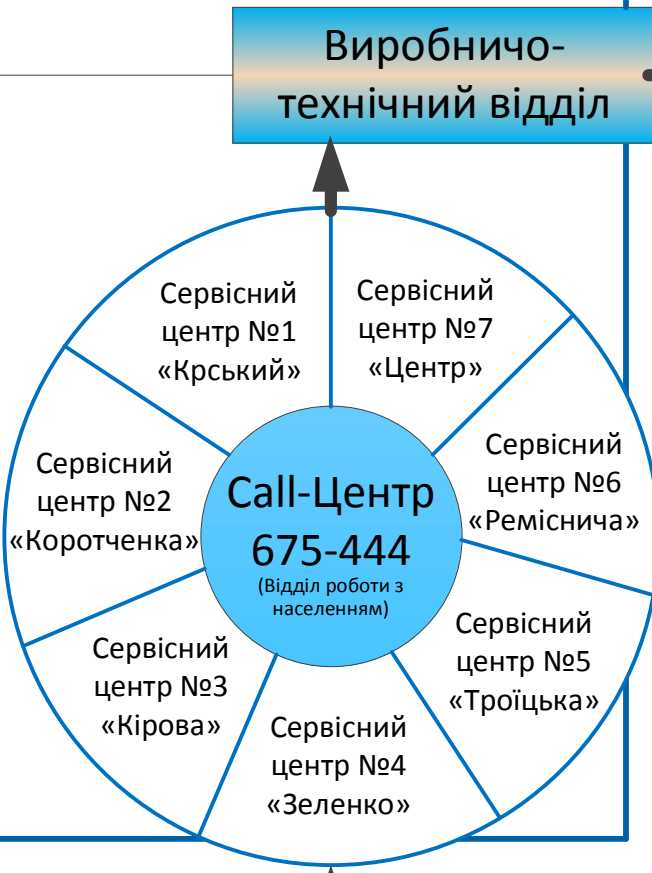 Виробничо-
технічний відділ
Сервісний
центр №1
«Крський»
Сервісний
центр №7
«Центр»
Сервісний
центр №2
«Коротченка»
Call-Центр
675-444
(Відділ роботи з
населенням)
Сервісний
центр №6
«Реміснича»
Сервісний
центр №3
«Кірова»
Сервісний
центр №5
«Троїцька»
Сервісний
центр №4
«Зеленко»